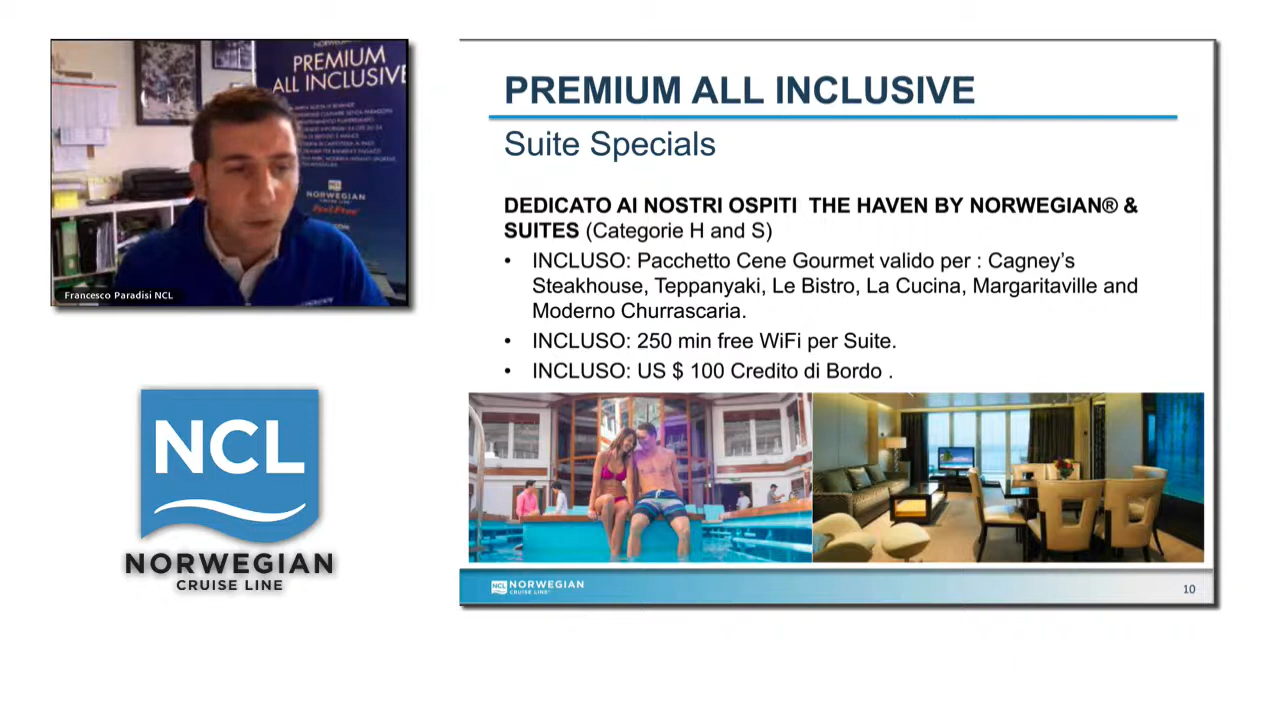 PREMIUM
ALL INCLUSIVE
NORWEGIAN
CRUISE LINE
Feel Free
Francesco Paradisi NCL
NCL
NORWEGIAN
CRUISE LINE
PREMIUM ALL INCLUSIVE
Suite Specials
DEDICATO AI NOSTRI OSPITI THE HAVEN BY NORWEGIAN® &
SUITES (Categorie H and S)
• INCLUSO: Pacchetto Cene Gourmet valido per : Cagney's
Steakhouse, Teppanyaki, Le Bistro, La Cucina, Margaritaville and
Moderno Churrascaria.
• INCLUSO: 250 min free WiFi per Suite.
• INCLUSO: US $ 100 Credito di Bordo .
NCL NORWEGIAN
CRUISE LINE
10